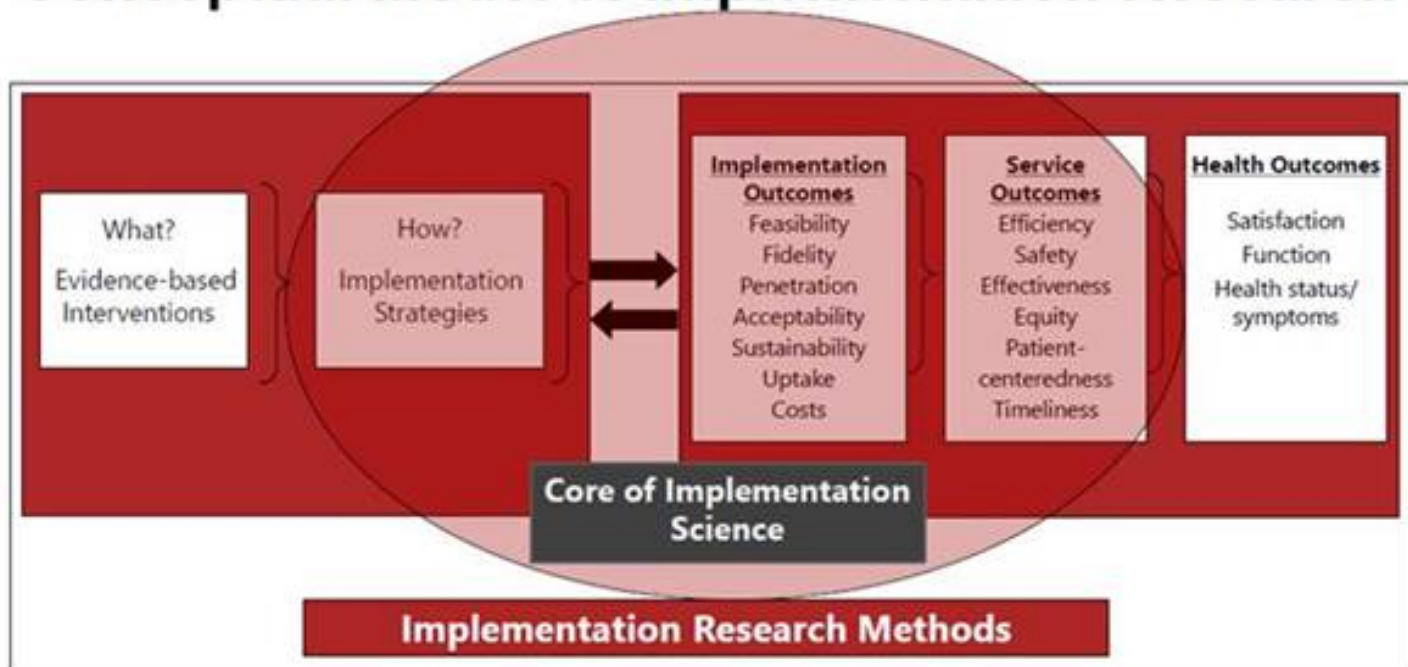 What?
Evidence-based
Interventions
How?
Implementation
Strategies
Implementation
Outcomes
Feasibility
Fidelity
Penetration
Acceptability
Sustainability
Uptake
Costs
Service
Outcomes
Efficiency
Safety
Effectiveness
Equity
Patient-
centeredness
Timeliness
Health Outcomes
Satisfaction
Function
Health status/
symptoms
Core of Implementation
Science
Implementation Research Methods